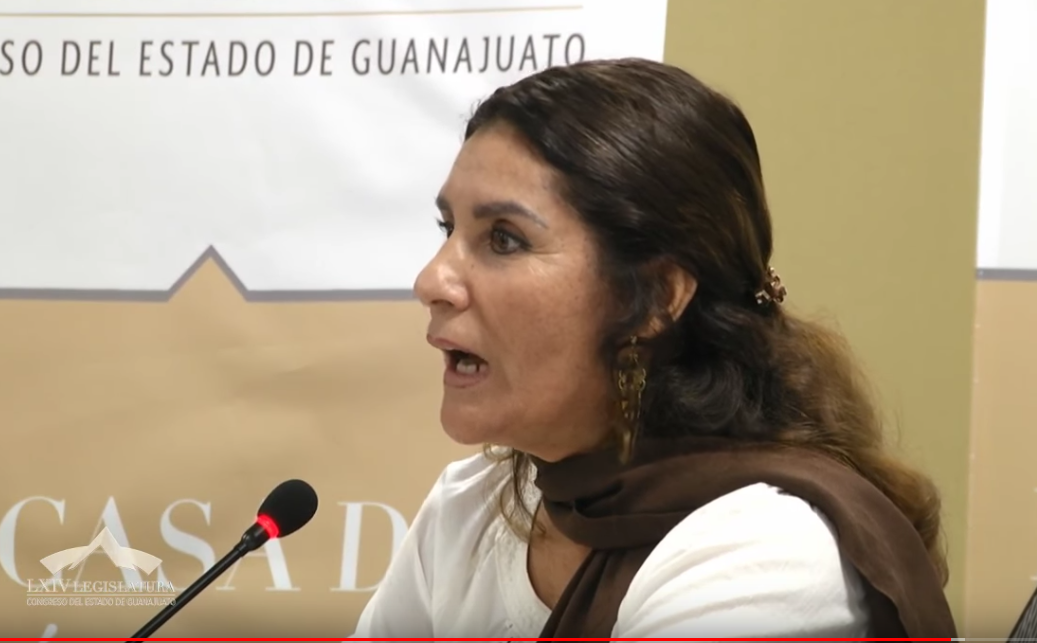 SO DEL ESTADO DE GUANAJUATO
CASA D
LXIV LEGISLATURA
CONGRESO DEL ESTADO DE GUANAJUATO